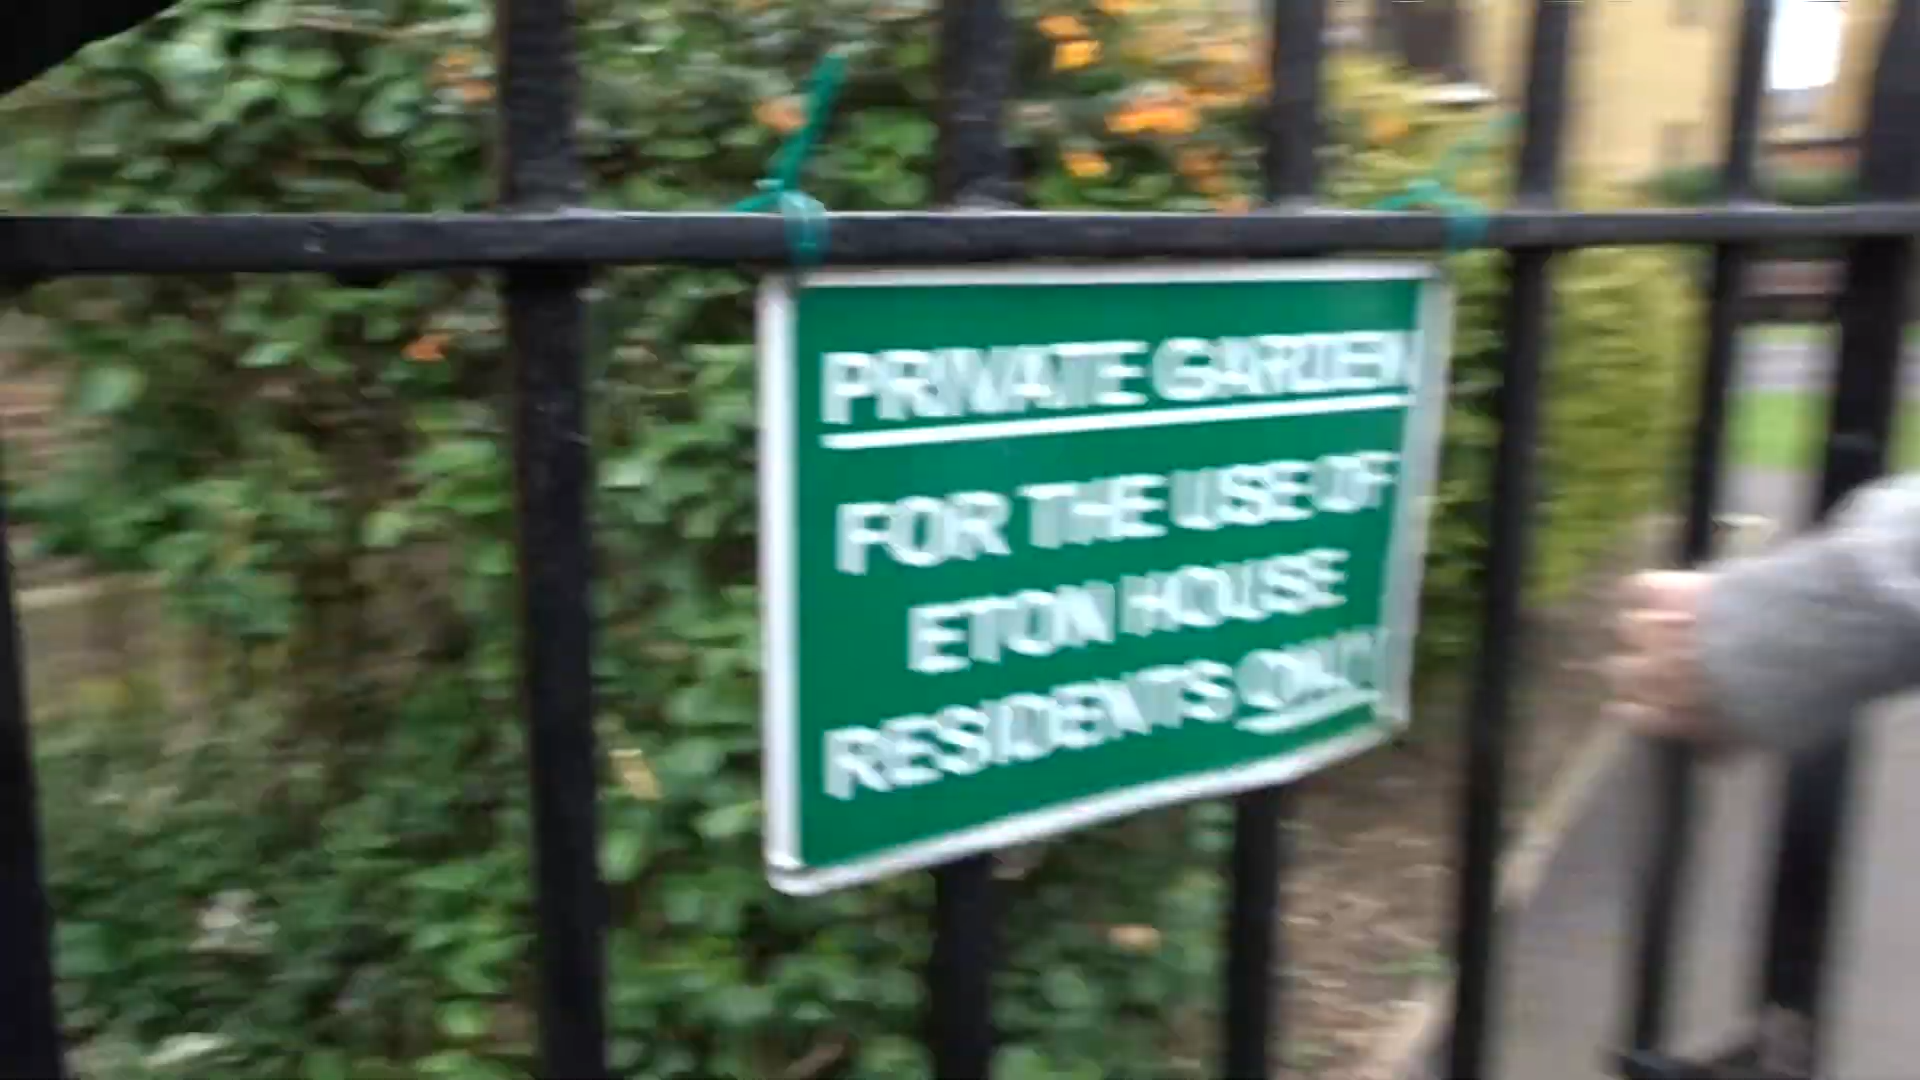 PRIVATE GARDEN
FOR THE USE OF
ETON HOUSE
RESIDENTS ONLY